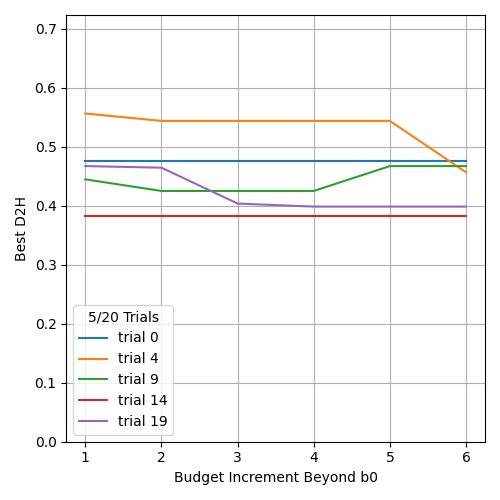 0.7
0.6
0.5
0.4
0.3
0.2
0.1
0.0
Best D2H
5/20 Trials
trial 0
trial 4
trial 9
trial 14
trial 19
1 2 3 4 5 6
Budget Increment Beyond b0